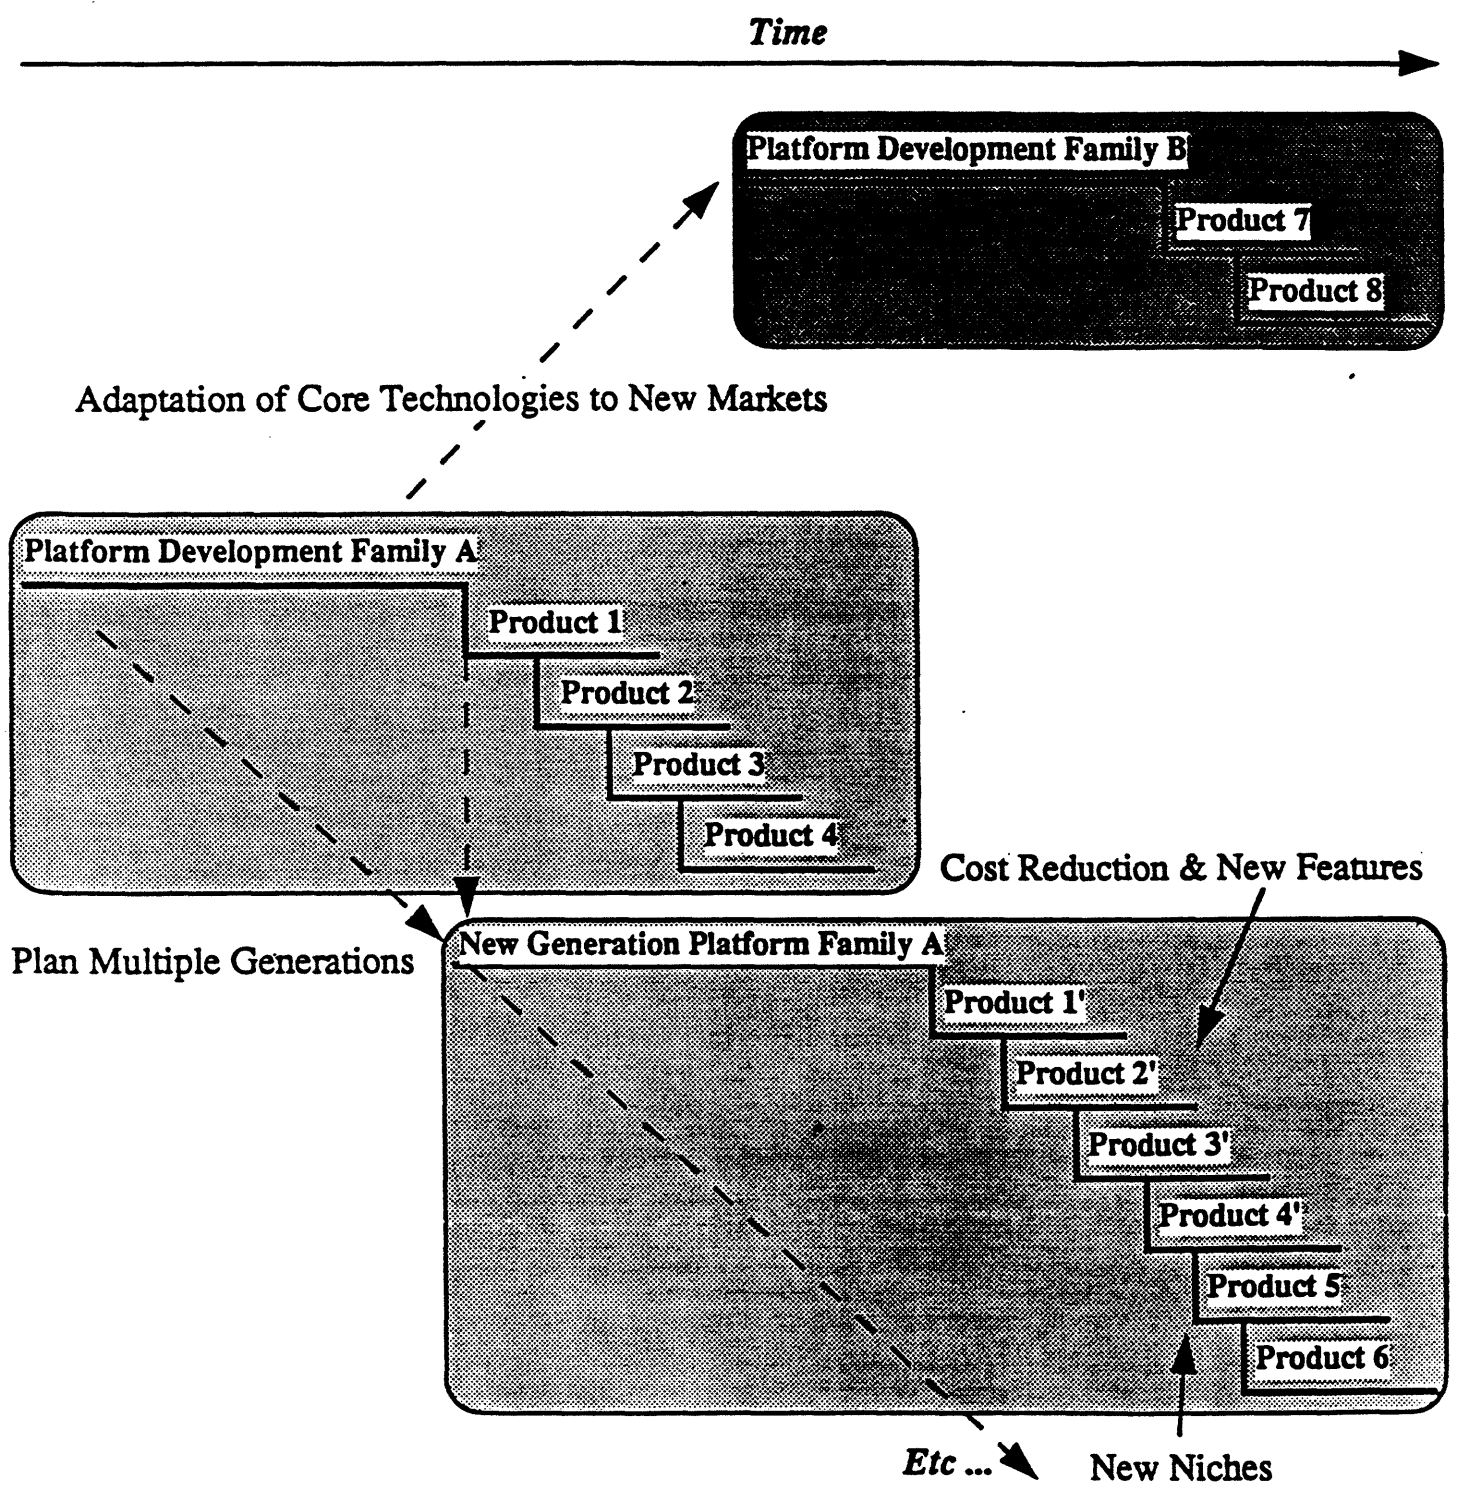 Time
Platform Development Family B
Product 7
Product 8
Adaptation of Core Technologies to New Markets
Platform Development Family A
Product 1
Product 2
Product 3
Product 4
Cost Reduction & New Features
Plan Multiple Generations
New Generation Platform Family A
Product 1'
Product 2'
Product 3'
Product 4'
Product 5
Product 6
Etc ...
New Niches